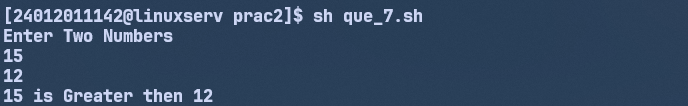 [24012011142@linuxserv prac2]$ sh que_7.sh
Enter Two Numbers
15
12
15 is Greater then 12